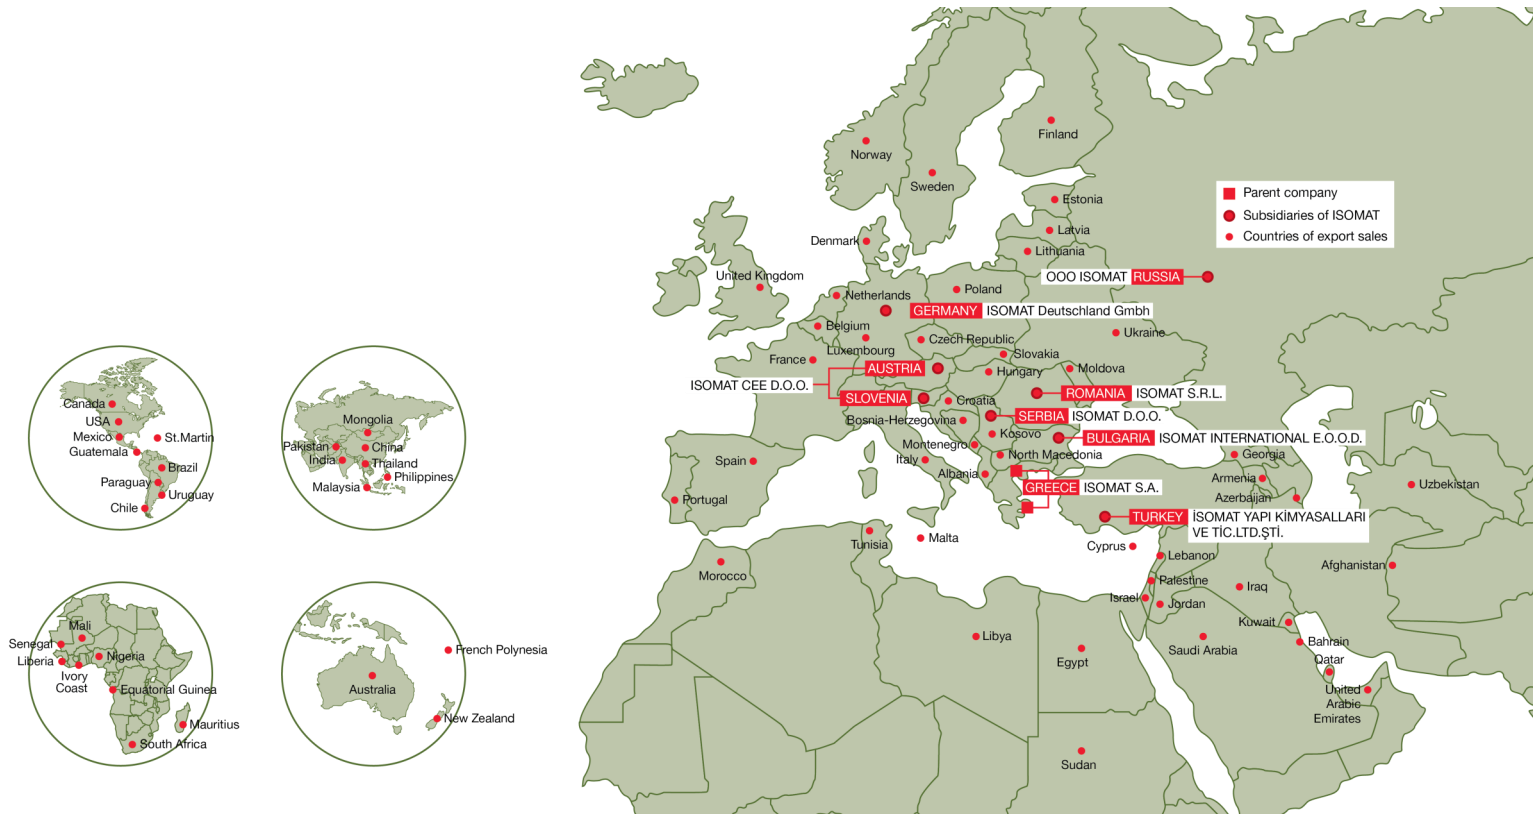 Finland
Norway
Sweden
Parent company
Subsidiaries of ISOMAT
Countries of export sales
Estonia
Latvia
Lithuania
Denmark
OOO ISOMAT RUSSIA
United Kingdom
Netherlands
Poland
GERMANY ISOMAT Deutschland Gmbh
Belgium
Ukraine
Luxembourg
Czech Republic
France
Slovakia
AUSTRIA
Hungary
Moldova
ISOMAT CEE D.O.O.
SLOVENIA
ROMANIA ISOMAT S.R.L.
Croatia
SERBIA ISOMAT D.O.O.
Bosnia-Herzegovina
Kosovo
BULGARIA ISOMAT INTERNATIONAL E.O.O.D.
Montenegro
North Macedonia
Italy
Spain
Albania
Georgia
Armenia
Azerbaijan
Uzbekistan
GREECE ISOMAT S.A.
Portugal
TURKEY İSOMAT YAPI KİMYASALLARI
VE TİC.LTD.ŞTİ.
Tunisia
Malta
Cyprus
Lebanon
Morocco
Afghanistan
Palestine
Iraq
Israel
Jordan
Kuwait
Libya
Egypt
Saudi Arabia
Bahrain
Qatar
United
Arabic
Emirates
Sudan
Canada
USA
Mexico
St.Martin
Guatemala
Brazil
Paraguay
Uruguay
Chile
Mongolia
Pakistan
China
India
Thailand
Philippines
Malaysia
Mali
Senegal
Liberia
Nigeria
Ivory
Coast
Equatorial Guinea
Mauritius
South Africa
French Polynesia
Australia
New Zealand